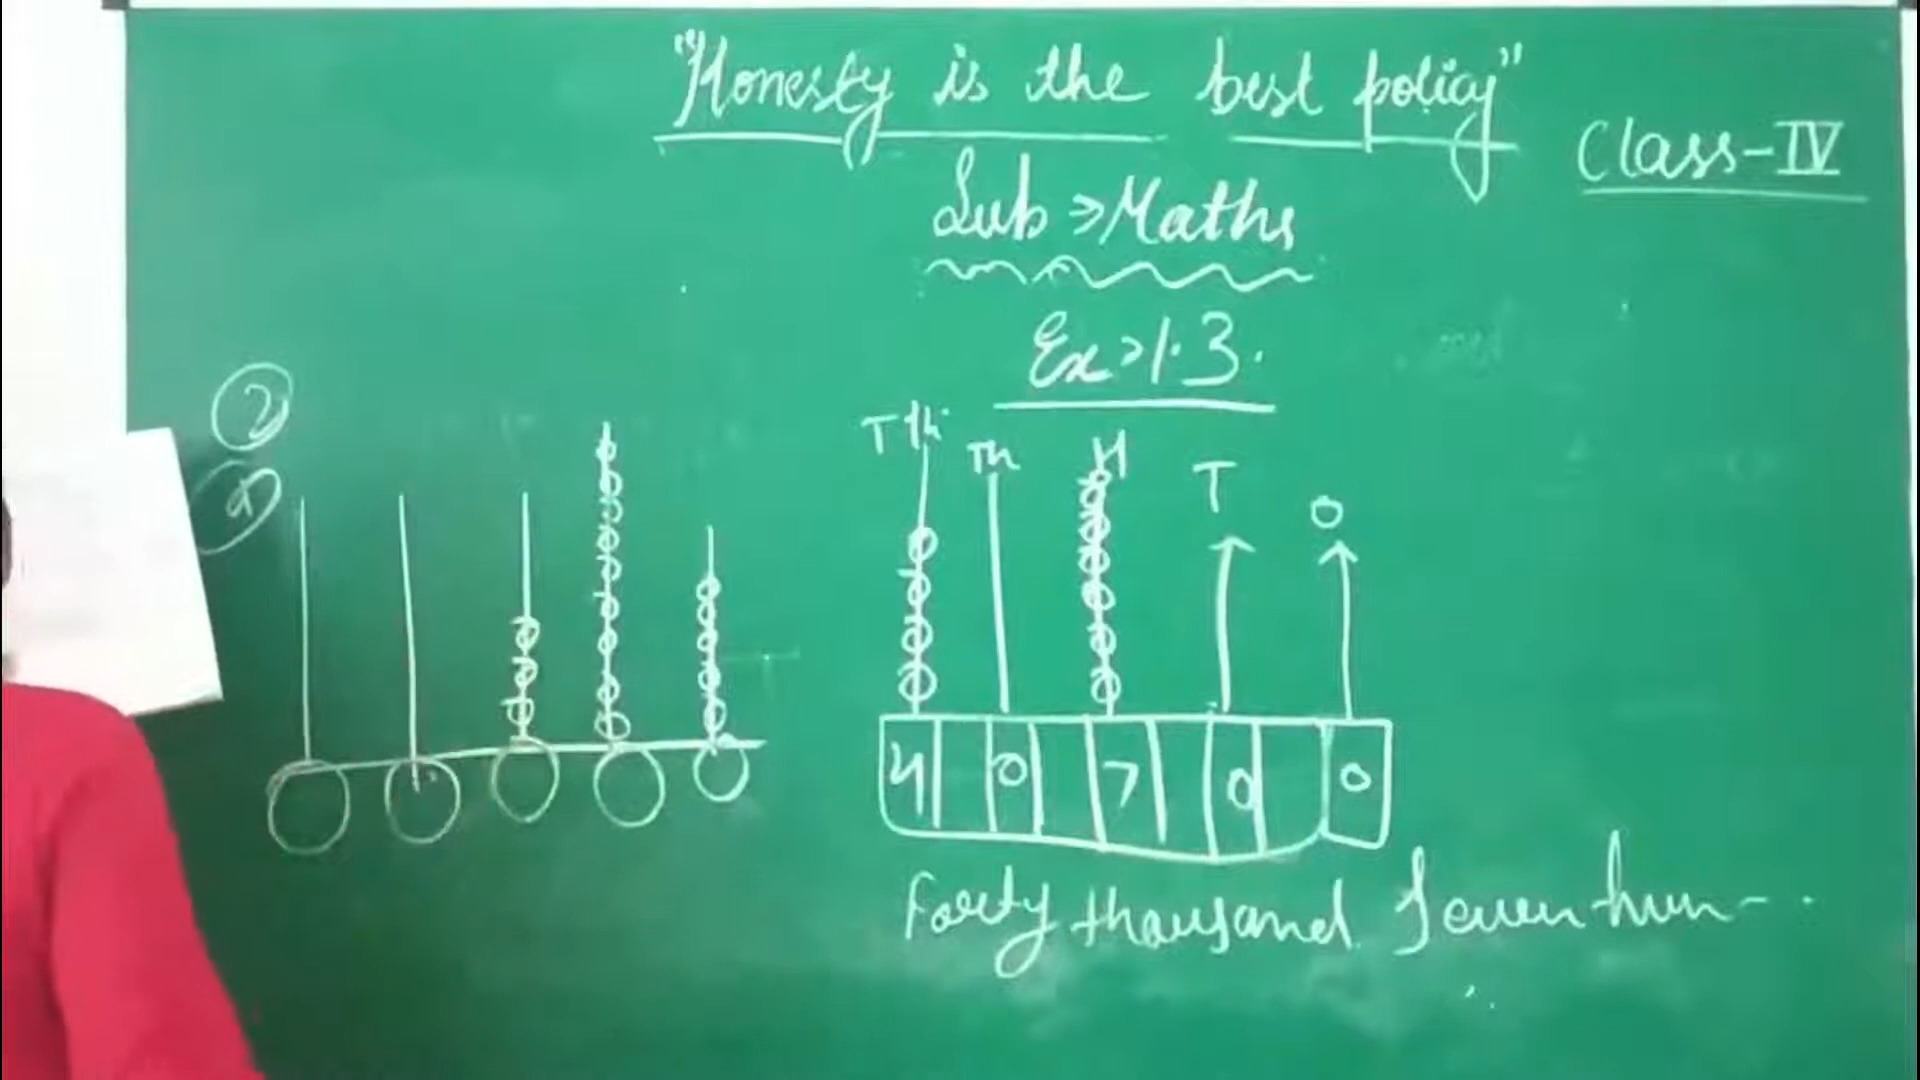 "Honesty is the best policy"
Class-IV
Sub => Maths
Ex > 1.3.
2
T th Th H T O
4 0 7 0 0
Forty thousand Seven hun--..